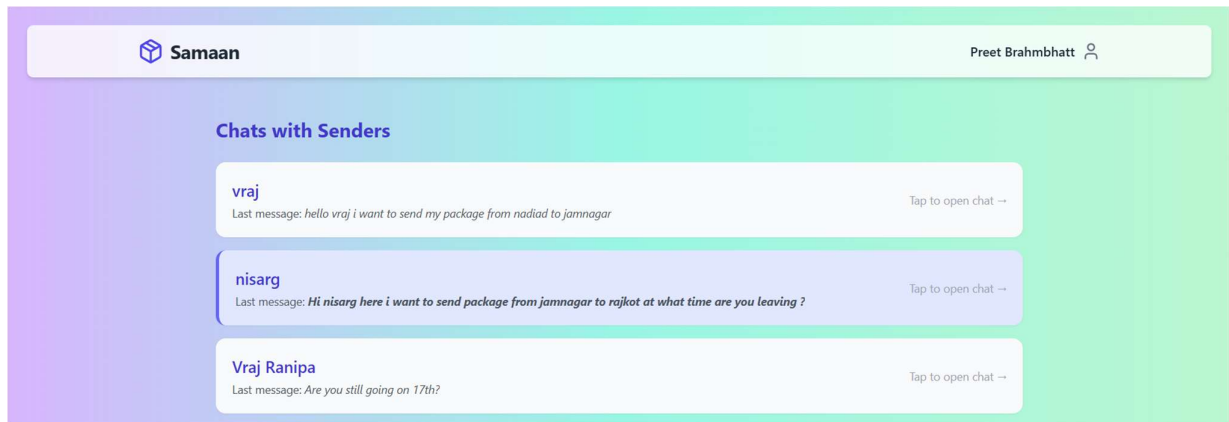 Samaan
Preet Brahmbhatt
Chats with Senders
vraj
Last message: hello vraj i want to send my package from nadiad to jamnagar
Tap to open chat →
nisarg
Last message: Hi nisarg here i want to send package from jamnagar to rajkot at what time are you leaving ?
Tap to open chat →
Vraj Ranipa
Last message: Are you still going on 17th?
Tap to open chat →